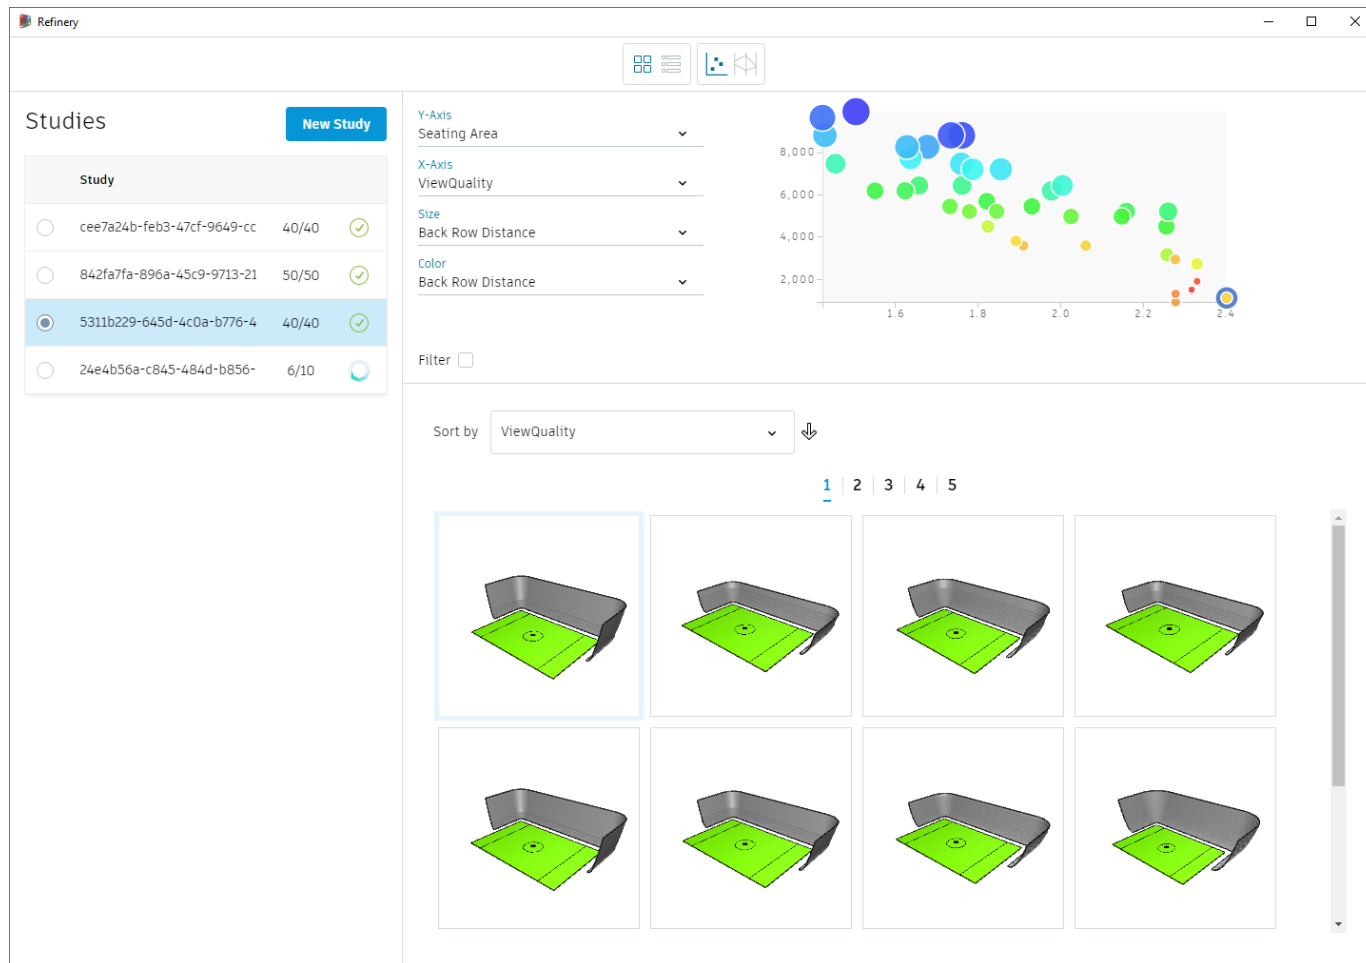 Refinery
Studies
New Study
Study
cee7a24b-feb3-47cf-9649-cc 40/40
842fa7fa-896a-45c9-9713-21 50/50
5311b229-645d-4c0a-b776-4 40/40
24e4b56a-c845-484d-b856- 6/10
Y-Axis
Seating Area
X-Axis
ViewQuality
Size
Back Row Distance
Color
Back Row Distance
Filter
8,000
6,000
4,000
2,000
1.6 1.8 2.0 2.2 2.4
Sort by ViewQuality
1 2 3 4 5